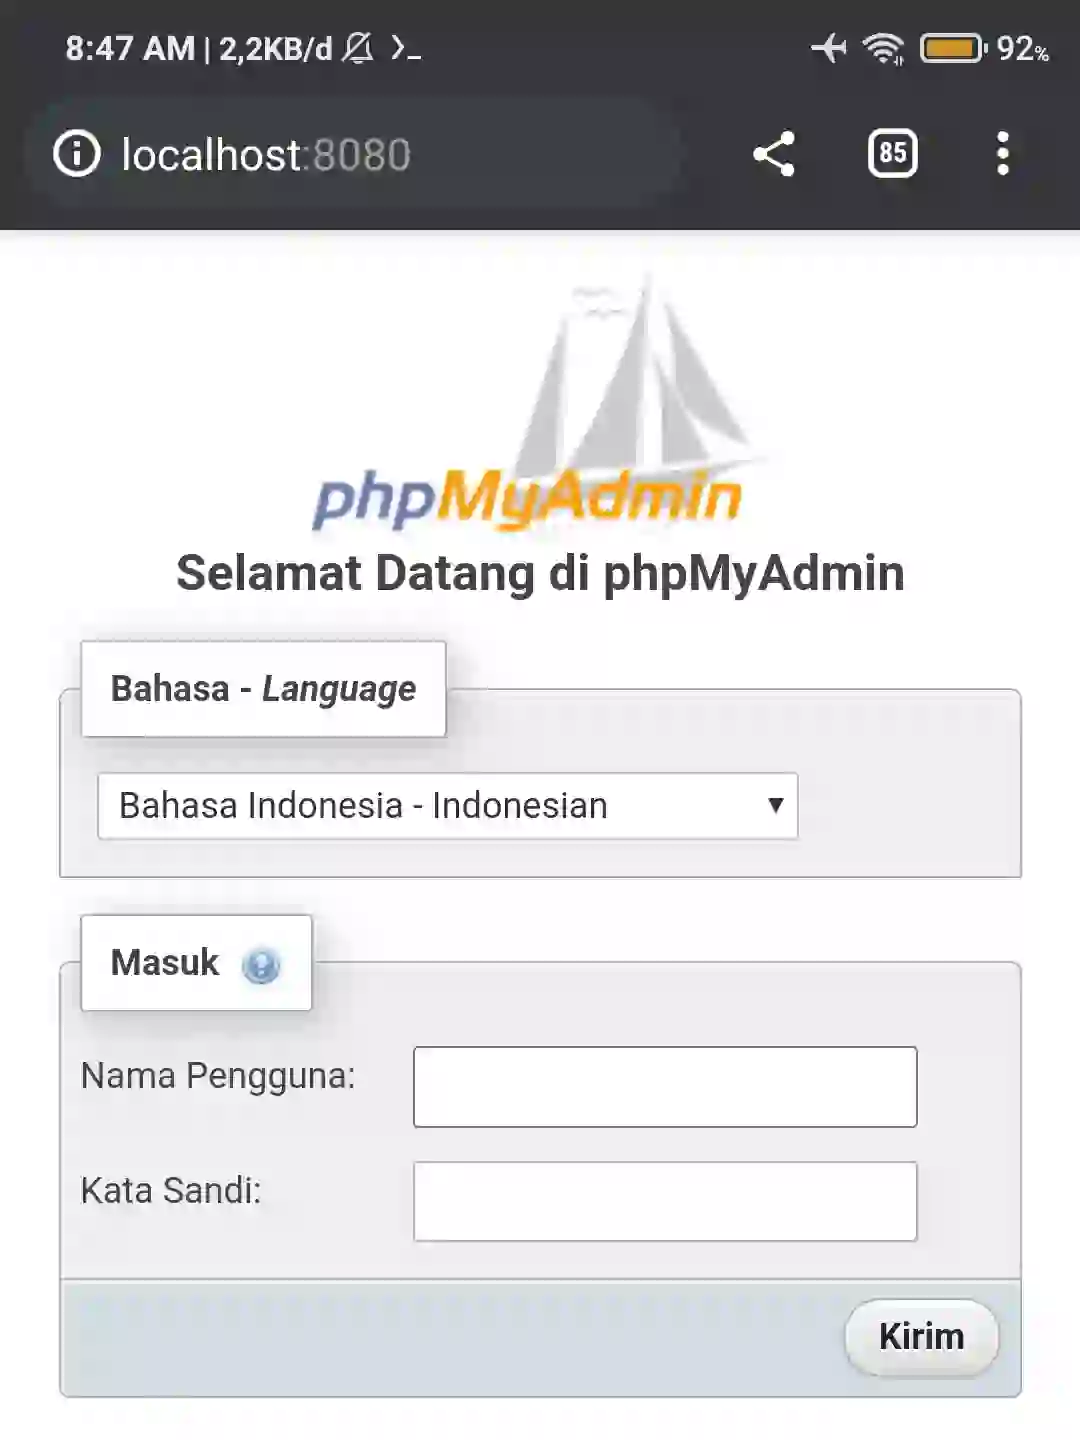 8:47 AM | 2,2KB/d >_ 92%
localhost:8080 85
phpMyAdmin
Selamat Datang di phpMyAdmin
Bahasa - Language
Bahasa Indonesia - Indonesian
Masuk
Nama Pengguna:
Kata Sandi:
Kirim